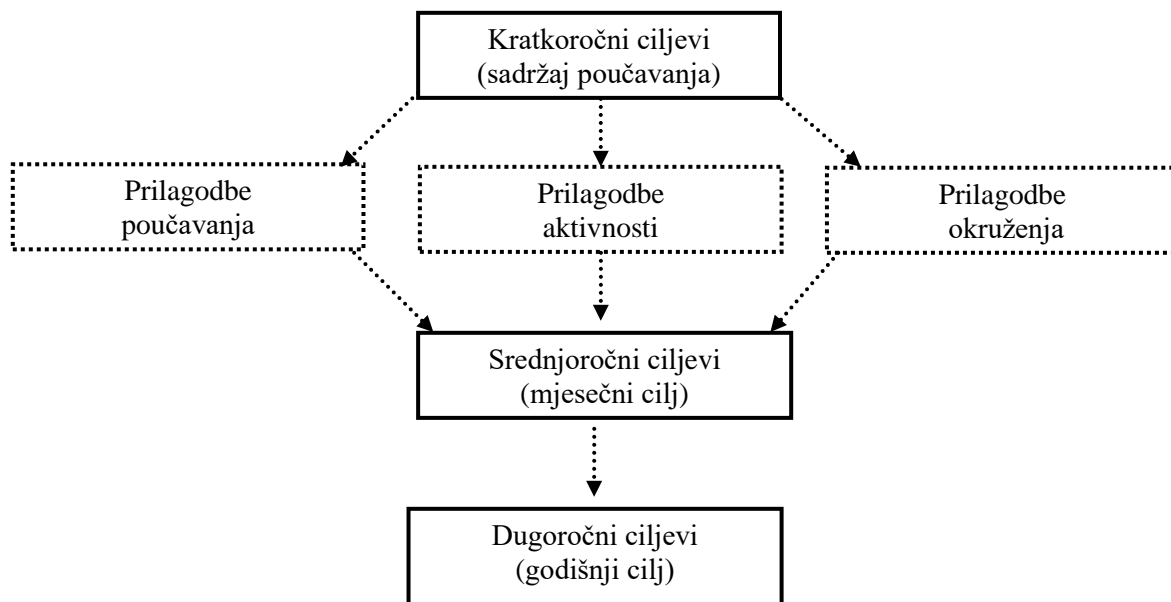 Kratkoročni ciljevi
(sadržaj poučavanja)
Prilagodbe
poučavanja
Prilagodbe
aktivnosti
Prilagodbe
okruženja
Srednjoročni ciljevi
(mjesečni cilj)
Dugoročni ciljevi
(godišnji cilj)